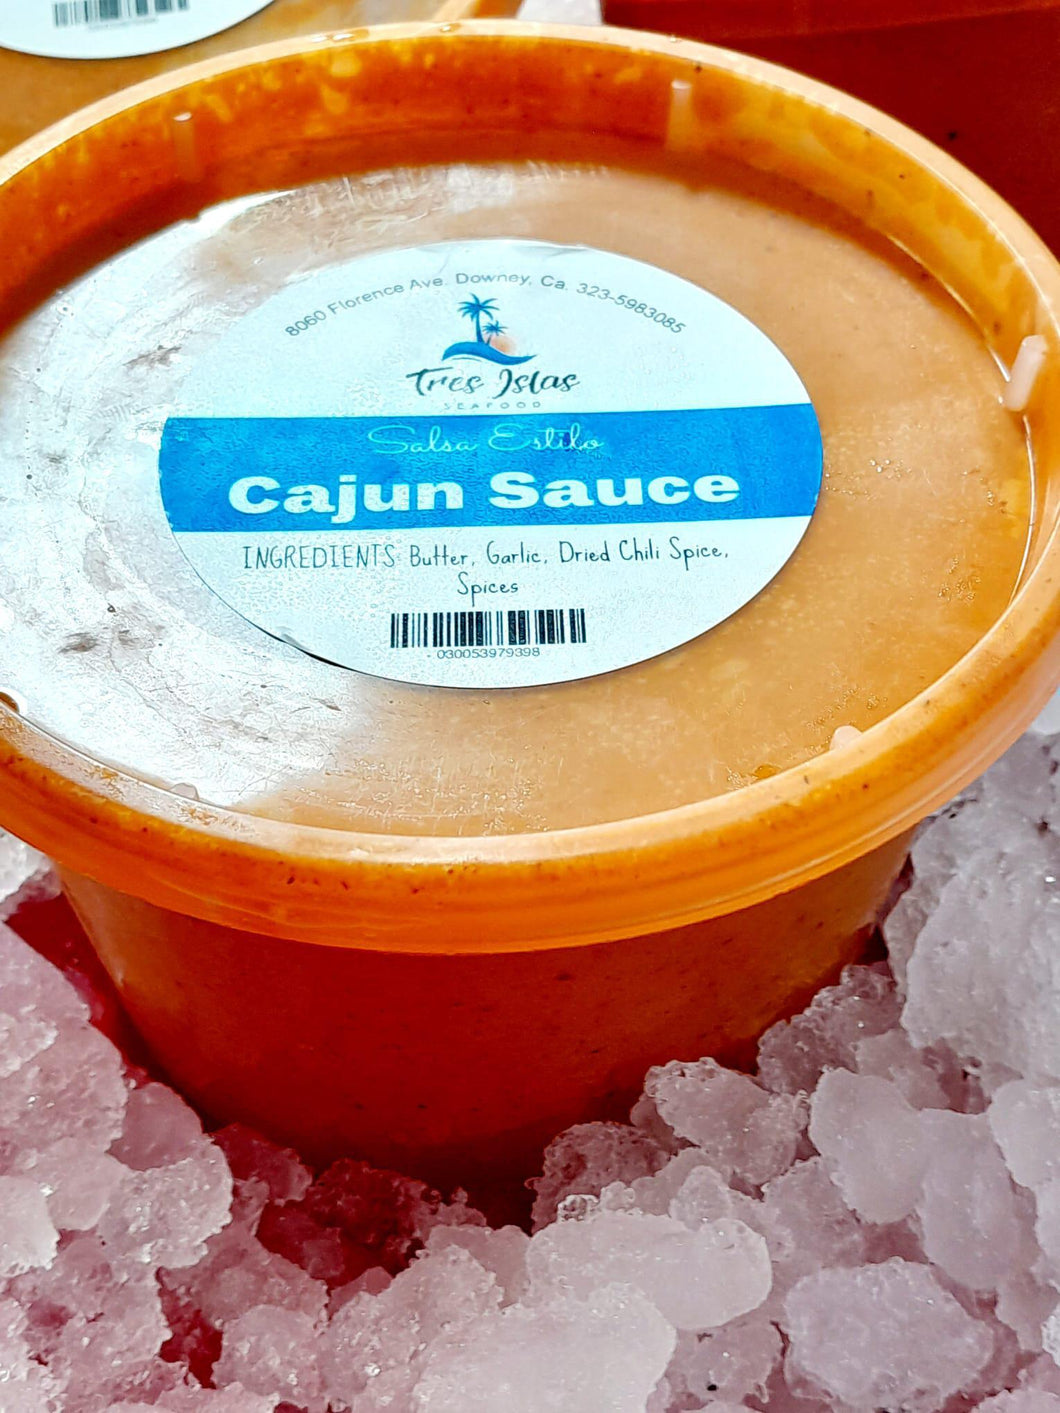 8060 Florence Ave. Downey, Ca. 323-5983085
Tres Islas
SEAFOOD
Salsa Estilo
Cajun Sauce
INGREDIENTS Butter, Garlic, Dried Chili Spice,
Spices
030053979398